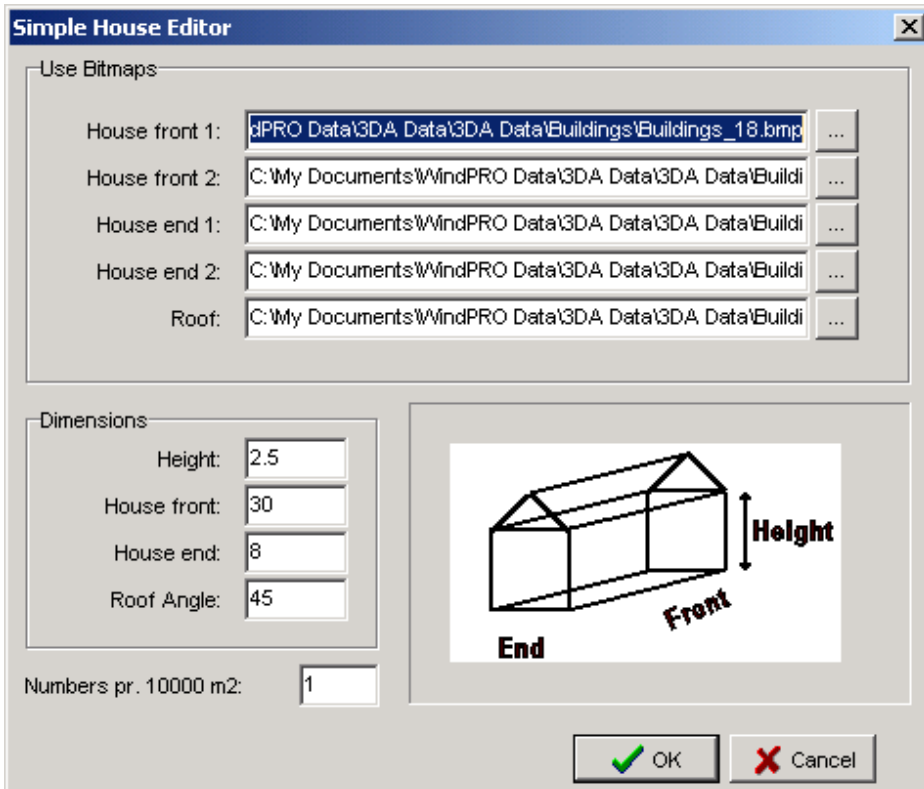 Simple House Editor
Use Bitmaps
House front 1: dPRO Data\3DA Data\3DA Data\Buildings\Buildings_18.bmp ...
House front 2: C:\My Documents\WindPRO Data\3DA Data\3DA Data\Buildi ...
House end 1: C:\My Documents\WindPRO Data\3DA Data\3DA Data\Buildi ...
House end 2: C:\My Documents\WindPRO Data\3DA Data\3DA Data\Buildi ...
Roof: C:\My Documents\WindPRO Data\3DA Data\3DA Data\Buildi ...
Dimensions
Height: 2.5
House front: 30
House end: 8
Roof Angle: 45
Numbers pr. 10000 m2: 1
Height
Front
End
OK
Cancel